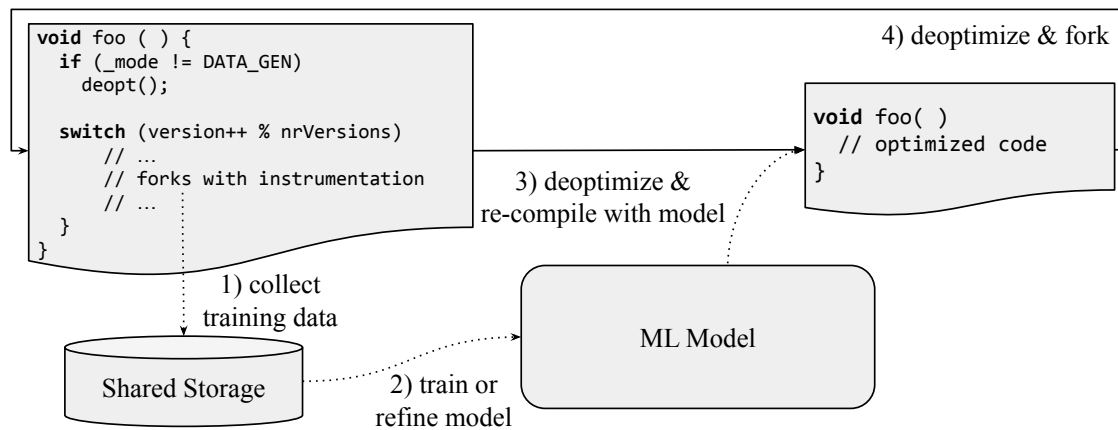 void foo ( ) {
if (_mode != DATA_GEN)
deopt();
switch (version++ % nrVersions)
// …
// forks with instrumentation
// …
}
}
4) deoptimize & fork
void foo( )
// optimized code
}
3) deoptimize &
re-compile with model
1) collect
training data
ML Model
Shared Storage
2) train or
refine model